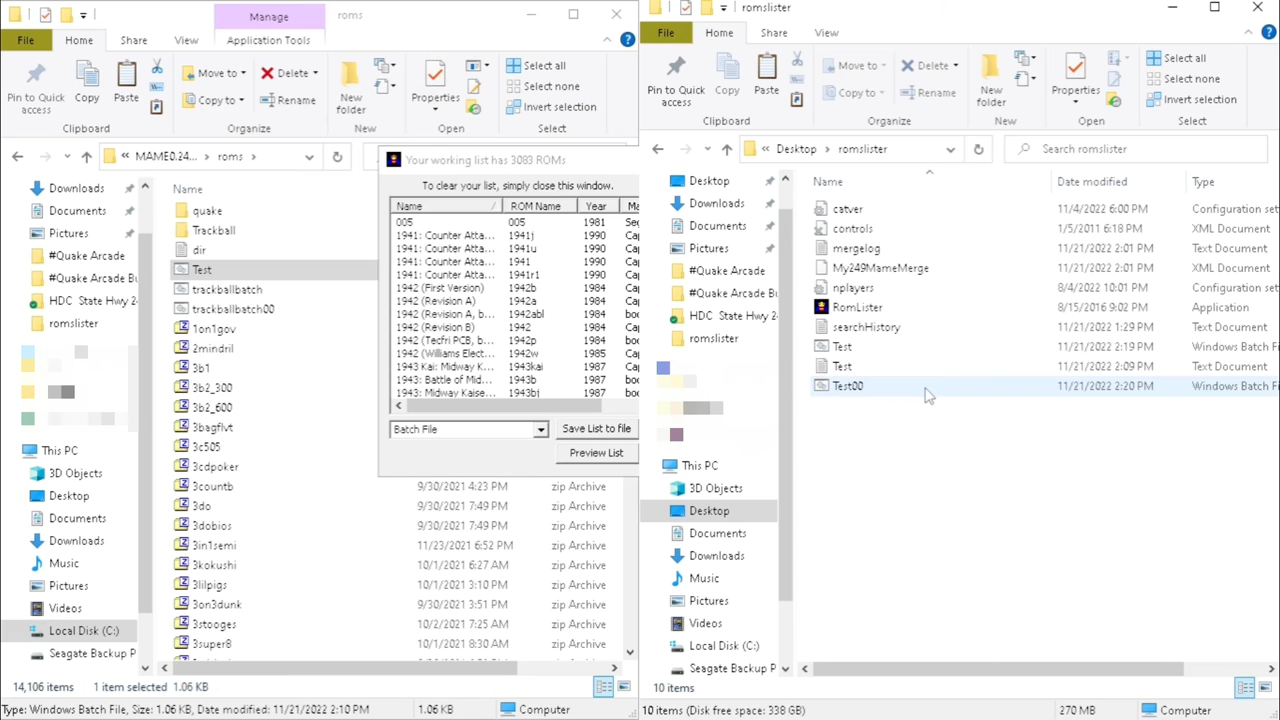 Manage
roms
File
Home
Share
View
Application Tools
Pin to Quick access
Copy
Paste
Move to
Copy to
Delete
Rename
New folder
Properties
Select all
Select none
Invert selection
Clipboard
Organize
New
Open
Select
« MAME0.24... > roms >
Downloads
Documents
Pictures
#Quake Arcade
#Quake Arcade Bu
HDC State Hwy 24
romslister
This PC
3D Objects
Desktop
Documents
Downloads
Music
Pictures
Videos
Local Disk (C:)
Seagate Backup P
Name
quake
Trackball
dir
Test
trackballbatch
trackballbatch00
1on1gov
2mindril
3b1
3b2_300
3b2_600
3bagflvt
3c505
3cdpoker
3countb 9/30/2021 4:23 PM zip Archive
3do 9/30/2021 7:49 PM zip Archive
3dobios 9/30/2021 7:49 PM zip Archive
3in1semi 11/23/2021 6:52 PM zip Archive
3kokushi 10/1/2021 6:27 AM zip Archive
3lilpigs 10/1/2021 3:10 PM zip Archive
3on3dunk 9/30/2021 3:51 PM zip Archive
3stooges 10/2/2021 7:25 AM zip Archive
3super8 10/1/2021 8:30 AM zip Archive
14,106 items 1 item selected 1.06 KB
Type: Windows Batch File, Size: 1.06 KB, Date modified: 11/21/2022 2:10 PM 1.06 KB Computer
Your working list has 3083 ROMs
To clear your list, simply close this window.
Name ROM Name Year Ma
005 005 1981 Seg
1941: Counter Atta... 1941j 1990 Cap
1941: Counter Atta... 1941u 1990 Cap
1941: Counter Atta... 1941 1990 Cap
1941: Counter Atta... 1941r1 1990 Cap
1942 (First Version) 1942b 1984 Cap
1942 (Revision A) 1942a 1984 Cap
1942 (Revision A, b... 1942abl 1984 boo
1942 (Revision B) 1942 1984 Cap
1942 (Tecfri PCB, b... 1942p 1984 boo
1942 (Williams Elect... 1942w 1985 Cap
1943 Kai: Midway K... 1943kai 1987 Cap
1943: Battle of Mid... 1943b 1987 boo
Batch File
Save List to file
Preview List
romslister
File
Home
Share
View
Pin to Quick access
Copy
Paste
Move to
Copy to
Delete
Rename
New folder
Properties
Select all
Select none
Invert selection
Clipboard
Organize
New
Open
Select
« Desktop > romslister
Search romslister
Desktop
Downloads
Documents
Pictures
#Quake Arcade
#Quake Arcade Bu
HDC State Hwy 24
romslister
This PC
3D Objects
Desktop
Documents
Downloads
Music
Pictures
Videos
Local Disk (C:)
Seagate Backup P
Name Date modified Type
catver 11/4/2022 6:00 PM Configuration set
controls 1/5/2011 6:18 PM XML Document
mergelog 11/21/2022 2:01 PM Text Document
My249MameMerge 11/21/2022 2:01 PM XML Document
nplayers 8/4/2022 10:01 PM Configuration set
RomLister 8/15/2016 9:02 PM Application
searchHistory 11/21/2022 1:29 PM Text Document
Test 11/21/2022 2:19 PM Windows Batch Fi
Test 11/21/2022 2:09 PM Text Document
Test00 11/21/2022 2:20 PM Windows Batch Fi
10 items
270 MB
10 items (Disk free space: 338 GB) Computer